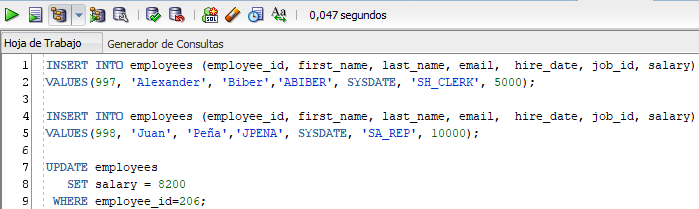 0,047 segundos
Hoja de Trabajo Generador de Consultas
1 INSERT INTO employees (employee_id, first_name, last_name, email,  hire_date, job_id, salary)
2 VALUES(997, 'Alexander', 'Biber','ABIBER', SYSDATE, 'SH_CLERK', 5000);
3
4 INSERT INTO employees (employee_id, first_name, last_name, email,  hire_date, job_id, salary)
5 VALUES(998, 'Juan', 'Peña','JPENA', SYSDATE, 'SA_REP', 10000);
6
7 UPDATE employees
8 SET salary = 8200
9 WHERE employee_id=206;